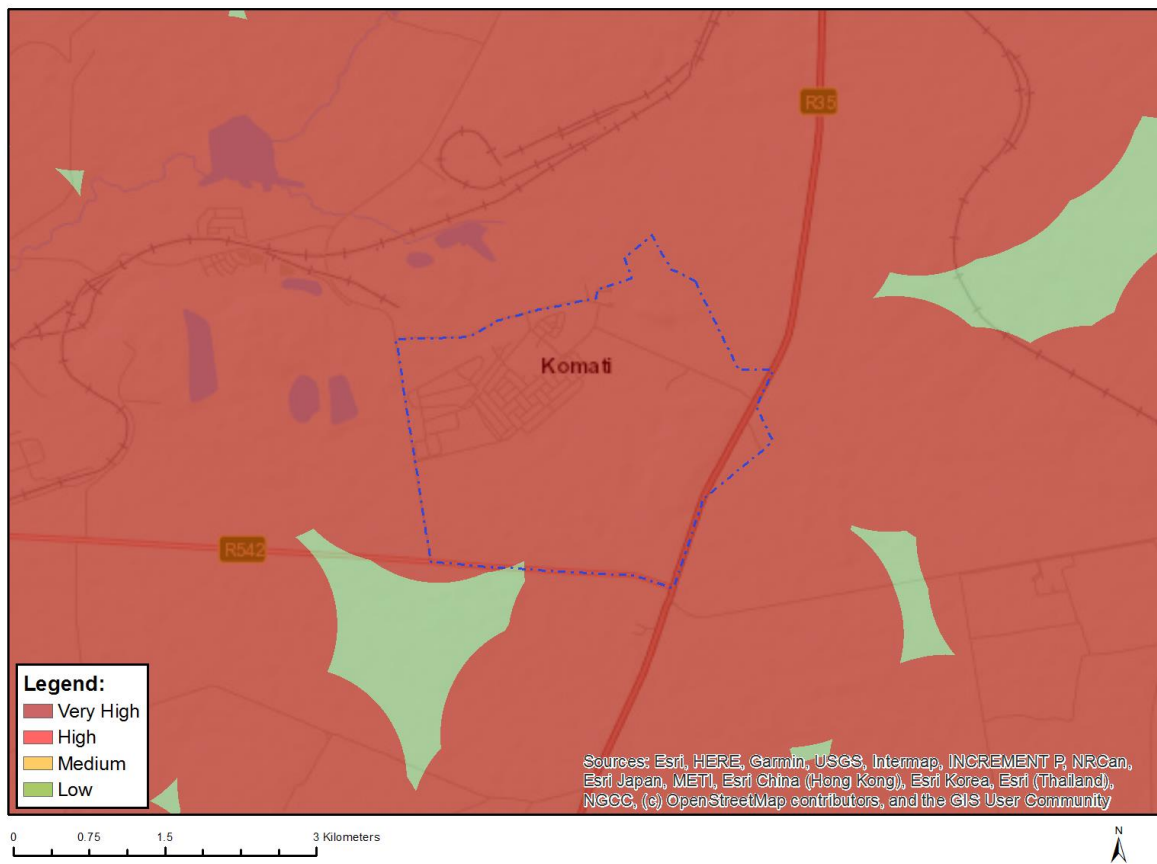 R35
Komati
R542
Legend:
Very High
High
Medium
Low
Sources: Esri, HERE, Garmin, USGS, Intermap, INCREMENT P, NRCan,
Esri Japan, METI, Esri China (Hong Kong), Esri Korea, Esri (Thailand),
NGCC, (c) OpenStreetMap contributors, and the GIS User Community
0 0.75 1.5 3 Kilometers
N